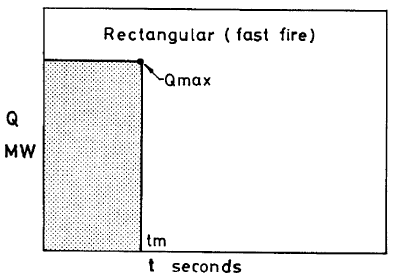 Rectangular ( fast fire)
Qmax
Q
MW
tm
t seconds